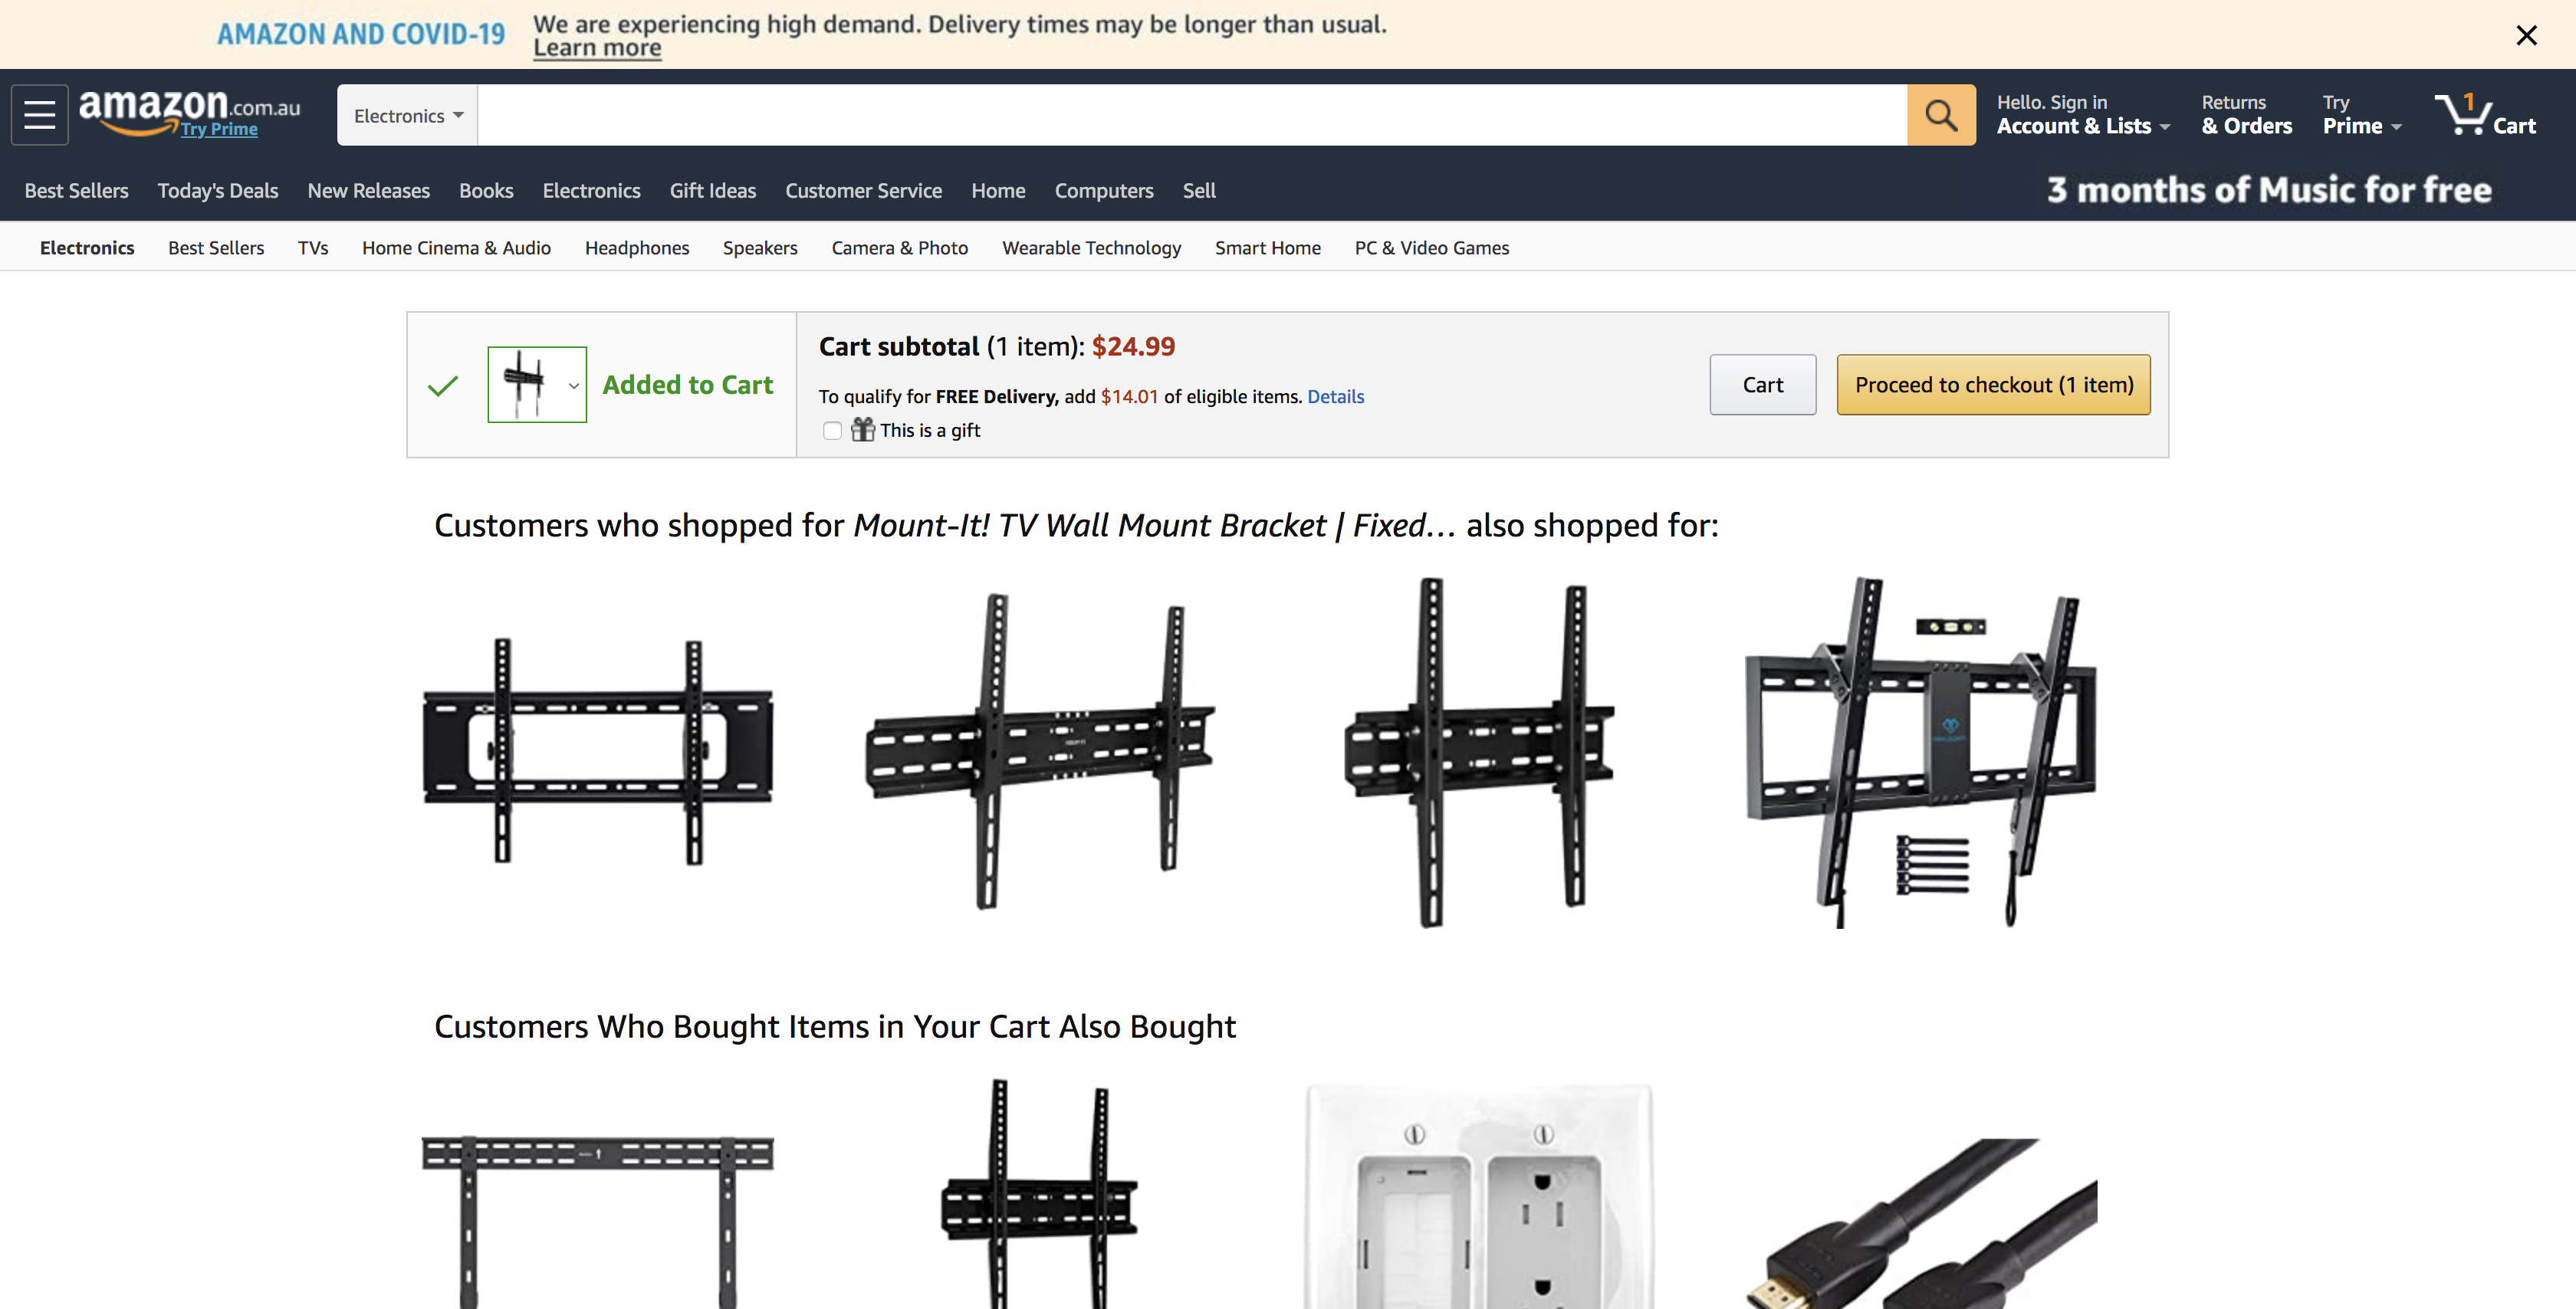 AMAZON AND COVID-19
We are experiencing high demand. Delivery times may be longer than usual.
Learn more
amazon.com.au
Try Prime
Electronics
Hello. Sign in
Account & Lists
Returns
& Orders
Try
Prime
1
Cart
Best Sellers Today's Deals New Releases Books Electronics Gift Ideas Customer Service Home Computers Sell
3 months of Music for free
Electronics Best Sellers TVs Home Cinema & Audio Headphones Speakers Camera & Photo Wearable Technology Smart Home PC & Video Games
Added to Cart
Cart subtotal (1 item): $24.99
To qualify for FREE Delivery, add $14.01 of eligible items. Details
This is a gift
Cart
Proceed to checkout (1 item)
Customers who shopped for Mount-It! TV Wall Mount Bracket | Fixed... also shopped for:
Customers Who Bought Items in Your Cart Also Bought